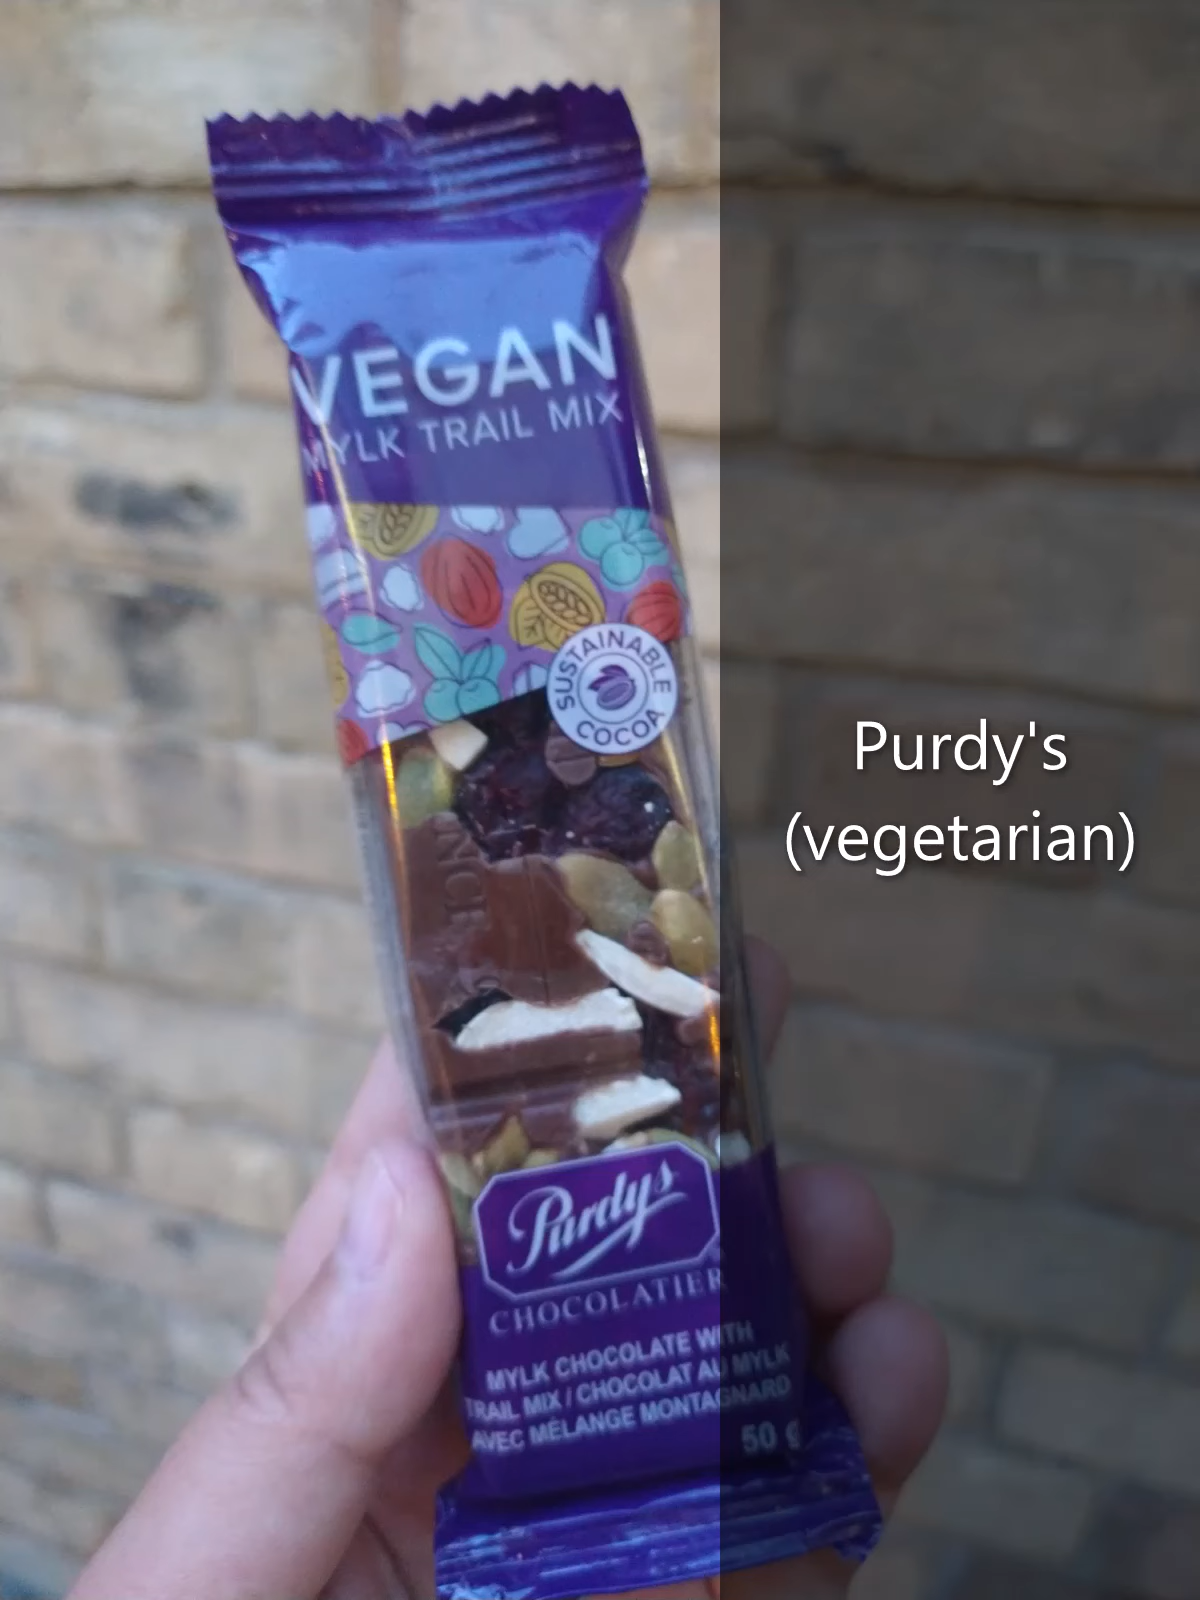 VEGAN
MYLK TRAIL MIX
SUSTAINABLE
COCOA
Purdys
CHOCOLATIER
MYLK CHOCOLATE WITH
TRAIL MIX / CHOCOLAT AU MYLK
AVEC MÉLANGE MONTAGNARD
50 g
Purdy's
(vegetarian)